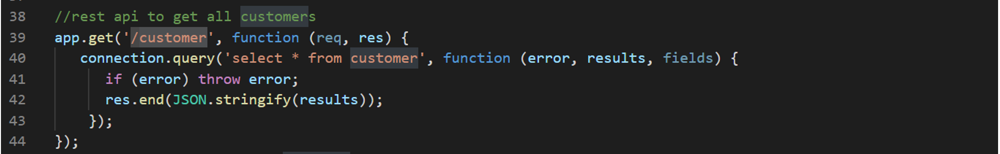 38 //rest api to get all customers
39 app.get('/customer', function (req, res) {
40 connection.query('select * from customer', function (error, results, fields) {
41 if (error) throw error;
42 res.end(JSON.stringify(results));
43 });
44 });